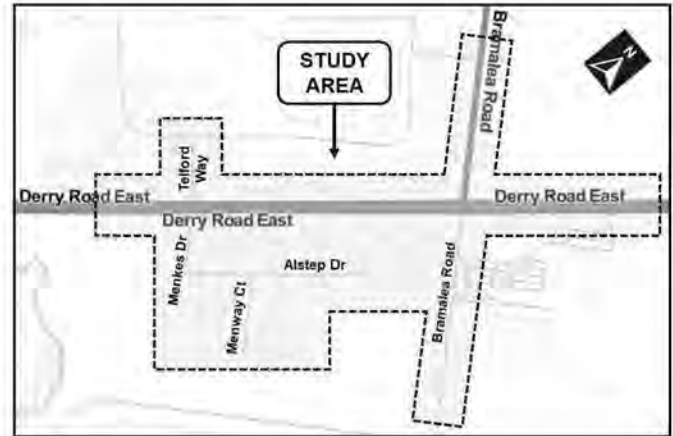 STUDY
AREA
Bramalea Road
N
Telford
Way
Derry Road East
Derry Road East
Derry Road East
Menkes Dr
Alstep Dr
Menway Ct
Bramalea Road